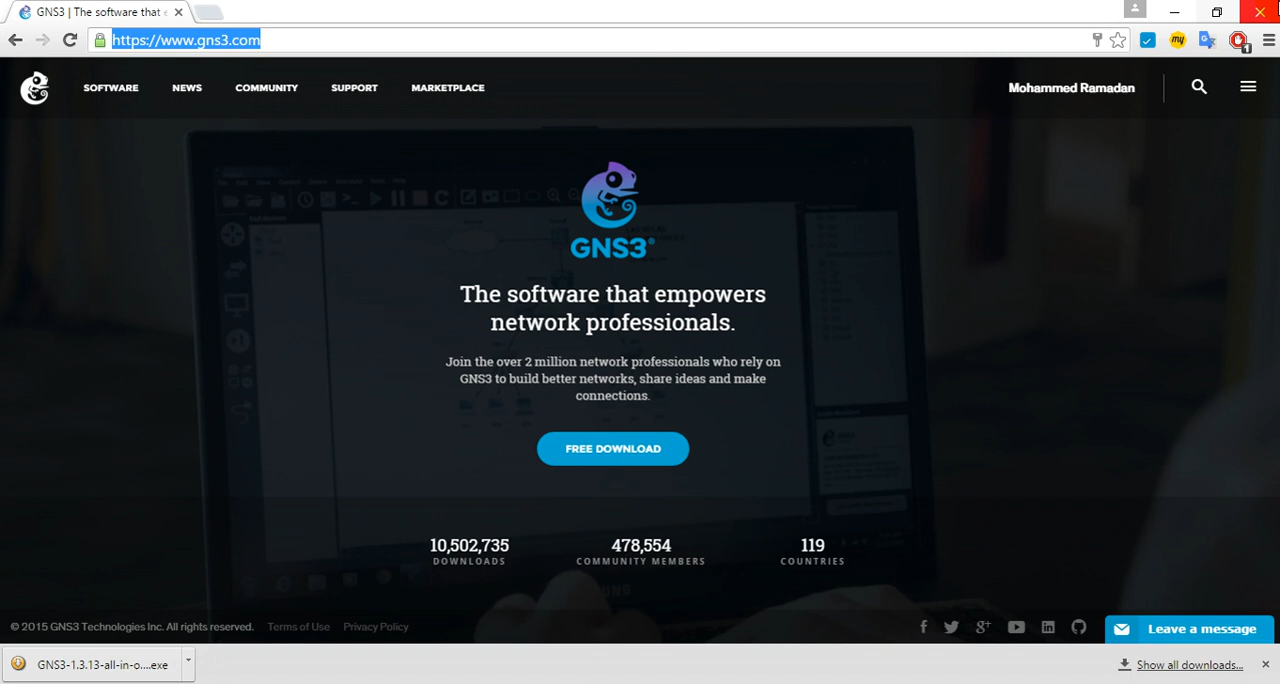 GNS3 | The software that e
https://www.gns3.com
1
my
SOFTWARE
NEWS
COMMUNITY
SUPPORT
MARKETPLACE
Mohammed Ramadan
GNS3®
The software that empowers
network professionals.
Join the over 2 million network professionals who rely on
GNS3 to build better networks, share ideas and make
connections.
FREE DOWNLOAD
10,502,735
DOWNLOADS
478,554
COMMUNITY MEMBERS
119
COUNTRIES
© 2015 GNS3 Technologies Inc. All rights reserved.
Terms of Use
Privacy Policy
Leave a message
GNS3-1.3.13-all-in-o....exe
Show all downloads...